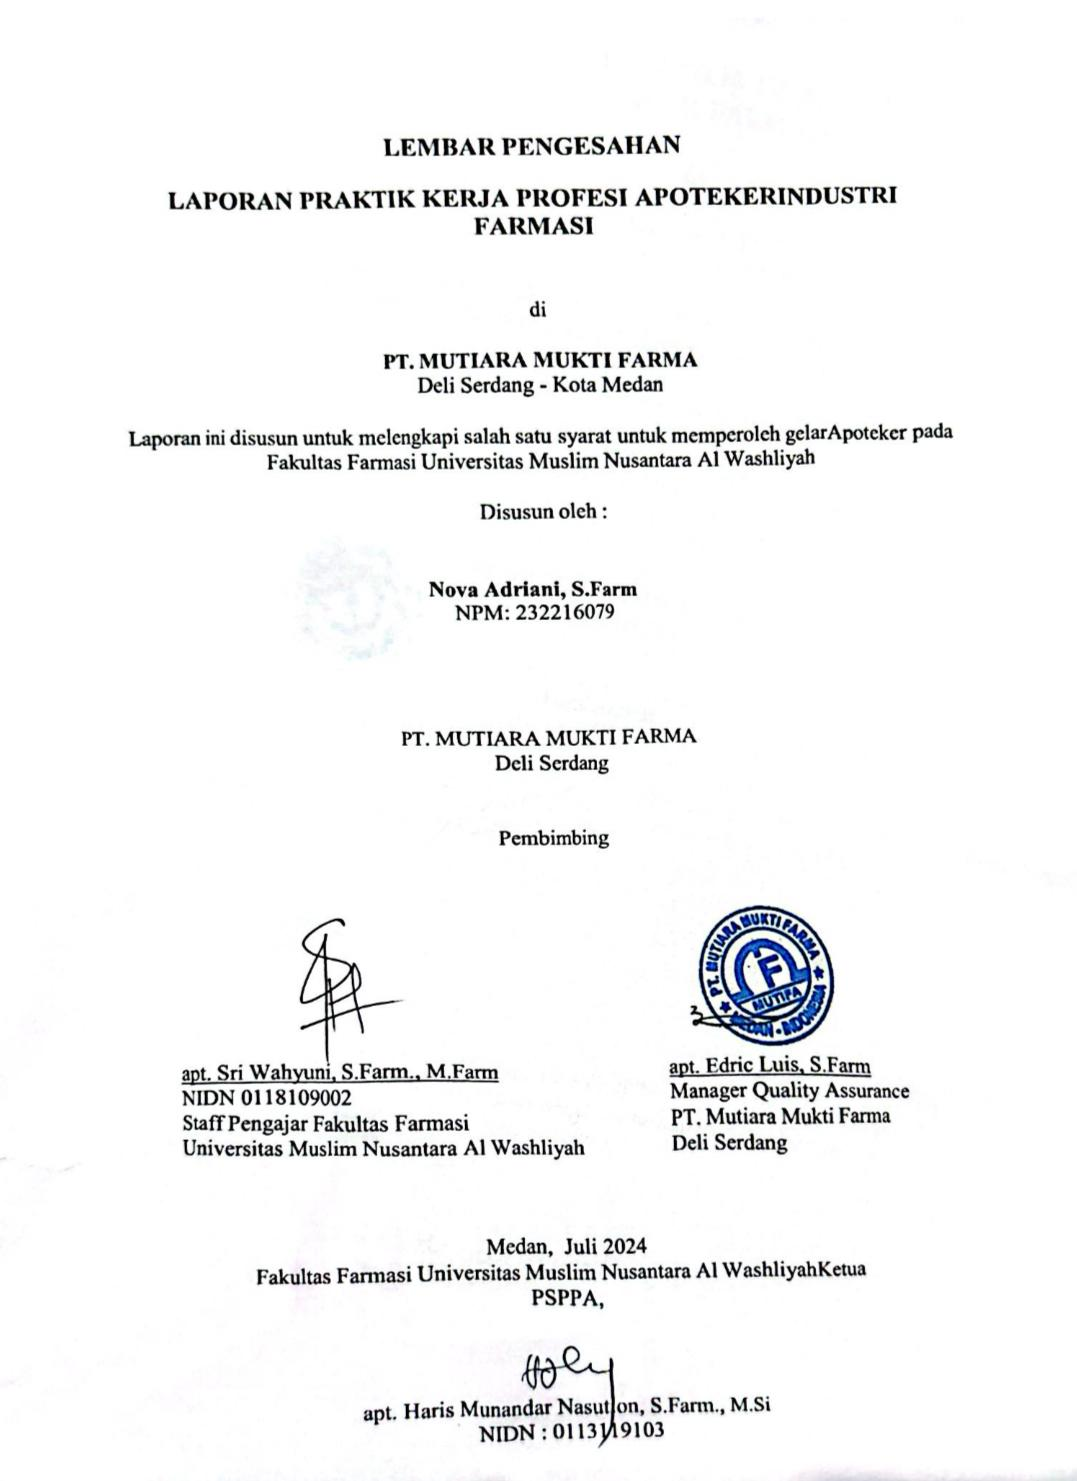 LEMBAR PENGESAHAN
LAPORAN PRAKTIK KERJA PROFESI APOTEKERINDUSTRI
FARMASI
di
PT. MUTIARA MUKTI FARMA
Deli Serdang - Kota Medan
Laporan ini disusun untuk melengkapi salah satu syarat untuk memperoleh gelarApoteker pada
Fakultas Farmasi Universitas Muslim Nusantara Al Washliyah
Disusun oleh :
Nova Adriani, S.Farm
NPM: 232216079
PT. MUTIARA MUKTI FARMA
Deli Serdang
Pembimbing
PT. MUTIARA MUKTI FARMA
F
MUTIFA
MEDAN - INDONESIA
apt. Sri Wahyuni, S.Farm., M.Farm
NIDN 0118109002
Staff Pengajar Fakultas Farmasi
Universitas Muslim Nusantara Al Washliyah
apt. Edric Luis, S.Farm
Manager Quality Assurance
PT. Mutiara Mukti Farma
Deli Serdang
Medan, Juli 2024
Fakultas Farmasi Universitas Muslim Nusantara Al WashliyahKetua
PSPPA,
apt. Haris Munandar Nasution, S.Farm., M.Si
NIDN :